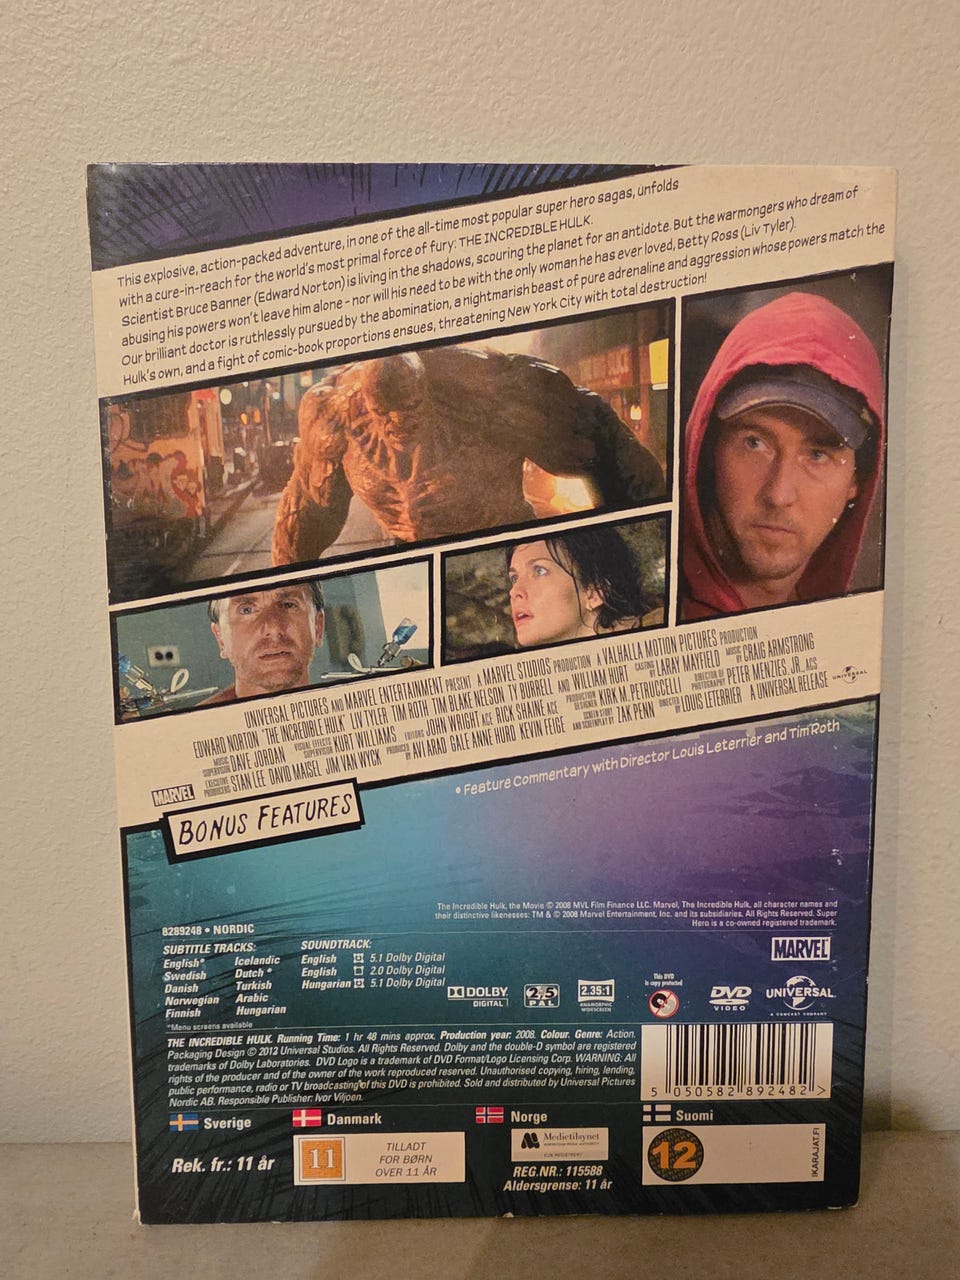 This explosive, action-packed adventure, in one of the all-time most popular super hero sagas, unfolds
with a cure-in-reach for the world's most primal force of fury: THE INCREDIBLE HULK.
Scientist Bruce Banner (Edward Norton) is living in the shadows, scouring the planet for an antidote. But the warmongers who dream of
abusing his powers won't leave him alone - nor will his need to be with the only woman he has ever loved, Betty Ross (Liv Tyler).
Our brilliant doctor is ruthlessly pursued by the abomination, a nightmarish beast of pure adrenaline and aggression whose powers match the
Hulk's own, and a fight of comic-book proportions ensues, threatening New York City with total destruction!
UNIVERSAL PICTURES AND MARVEL ENTERTAINMENT PRESENT A MARVEL STUDIOS PRODUCTION A VALHALLA MOTION PICTURES PRODUCTION
EDWARD NORTON "THE INCREDIBLE HULK" LIV TYLER TIM ROTH TIM BLAKE NELSON TY BURRELL AND WILLIAM HURT CASTING BY LARAY MAYFIELD MUSIC BY CRAIG ARMSTRONG
MUSIC SUPERVISOR DAVE JORDAN VISUAL EFFECTS SUPERVISOR KURT WILLIAMS EDITORS JOHN WRIGHT ACE RICK SHAINE ACE PRODUCTION DESIGNER KIRK M. PETRUCCELLI DIRECTOR OF PHOTOGRAPHY PETER MENZIES, JR., ACS
EXECUTIVE PRODUCERS STAN LEE DAVID MAISEL JIM VAN WYCK PRODUCED BY AVI ARAD GALE ANNE HURD KEVIN FEIGE SCREEN STORY AND SCREENPLAY BY ZAK PENN DIRECTED BY LOUIS LETERRIER A UNIVERSAL RELEASE
UNIVERSAL
MARVEL
BONUS FEATURES
• Feature Commentary with Director Louis Leterrier and Tim Roth
The Incredible Hulk, the Movie © 2008 MVL Film Finance LLC. Marvel, The Incredible Hulk, all character names and
their distinctive likenesses: TM & © 2008 Marvel Entertainment, Inc. and its subsidiaries. All Rights Reserved. Super
Hero is a co-owned registered trademark.
8289248 • NORDIC
SUBTITLE TRACKS:
English*
Swedish
Danish
Norwegian
Finnish
Icelandic
Dutch *
Turkish
Arabic
Hungarian
*Menu screens available
SOUNDTRACK:
English 5.1 Dolby Digital
English 2.0 Dolby Digital
Hungarian 5.1 Dolby Digital
MARVEL
DOLBY
DIGITAL
2,5
PAL
2.35:1
ANAMORPHIC
WIDESCREEN
This DVD
is copy protected
DVD
VIDEO
UNIVERSAL
A COMCAST COMPANY
THE INCREDIBLE HULK. Running Time: 1 hr 48 mins approx. Production year: 2008. Colour. Genre: Action.
Packaging Design © 2012 Universal Studios. All Rights Reserved. Dolby and the double-D symbol are registered
trademarks of Dolby Laboratories. DVD Logo is a trademark of DVD Format/Logo Licensing Corp. WARNING: All
rights of the producer and of the owner of the work reproduced reserved. Unauthorised copying, hiring, lending,
public performance, radio or TV broadcasting of this DVD is prohibited. Sold and distributed by Universal Pictures
Nordic AB. Responsible Publisher: Ivor Viljoen.
5 050582 892482 >
Sverige
Rek. fr.: 11 år
Danmark
11
TILLADT
FOR BØRN
OVER 11 ÅR
Norge
Medietilsynet
REG.NR.: 115588
Aldersgrense: 11 år
Suomi
12
IKARAJAT.FI